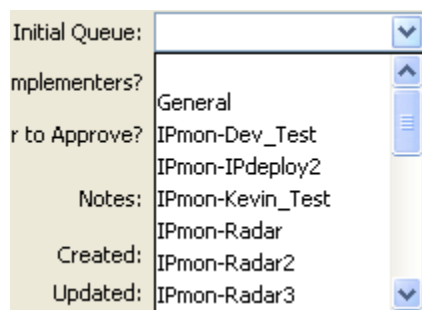 Initial Queue:
mplementers?
General
r to Approve? IPmon-Dev_Test
IPmon-IPdeploy2
Notes: IPmon-Kevin_Test
IPmon-Radar
Created: IPmon-Radar2
Updated: IPmon-Radar3